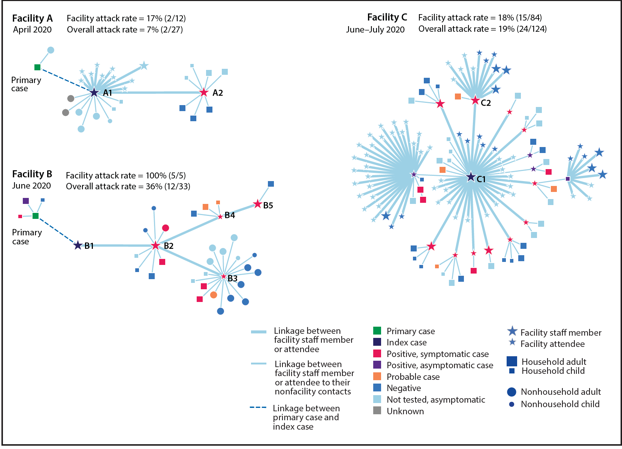 Facility A
Facility attack rate = 17% (2/12)
April 2020
Overall attack rate = 7% (2/27)
Primary
case
A1
A2
Facility B
Facility attack rate = 100% (5/5)
June 2020
Overall attack rate = 36% (12/33)
Primary
case
B1
B2
B3
B4
B5
Facility C
Facility attack rate = 18% (15/84)
June–July 2020
Overall attack rate = 19% (24/124)
C2
C1
Linkage between
facility staff member
or attendee
Linkage between
facility staff member
or attendee to their
nonfacility contacts
Linkage between
primary case and
index case
Primary case
Index case
Positive, symptomatic case
Positive, asymptomatic case
Probable case
Negative
Not tested, asymptomatic
Unknown
Facility staff member
Facility attendee
Household adult
Household child
Nonhousehold adult
Nonhousehold child